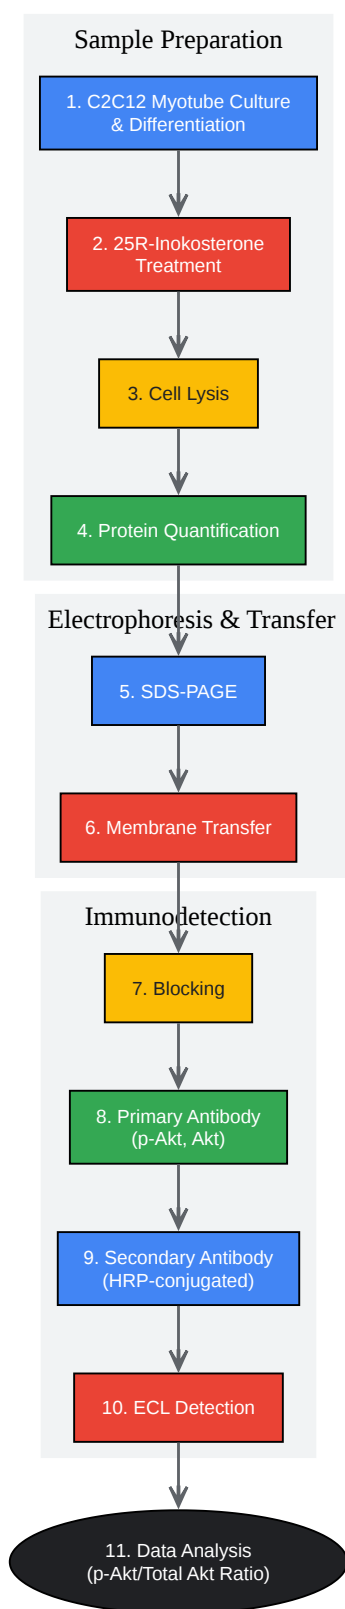 Sample Preparation
1. C2C12 Myotube Culture
& Differentiation
2. 25R-Inokosterone
Treatment
3. Cell Lysis
4. Protein Quantification
Electrophoresis & Transfer
5. SDS-PAGE
6. Membrane Transfer
Immunodetection
7. Blocking
8. Primary Antibody
(p-Akt, Akt)
9. Secondary Antibody
(HRP-conjugated)
10. ECL Detection
11. Data Analysis
(p-Akt/Total Akt Ratio)